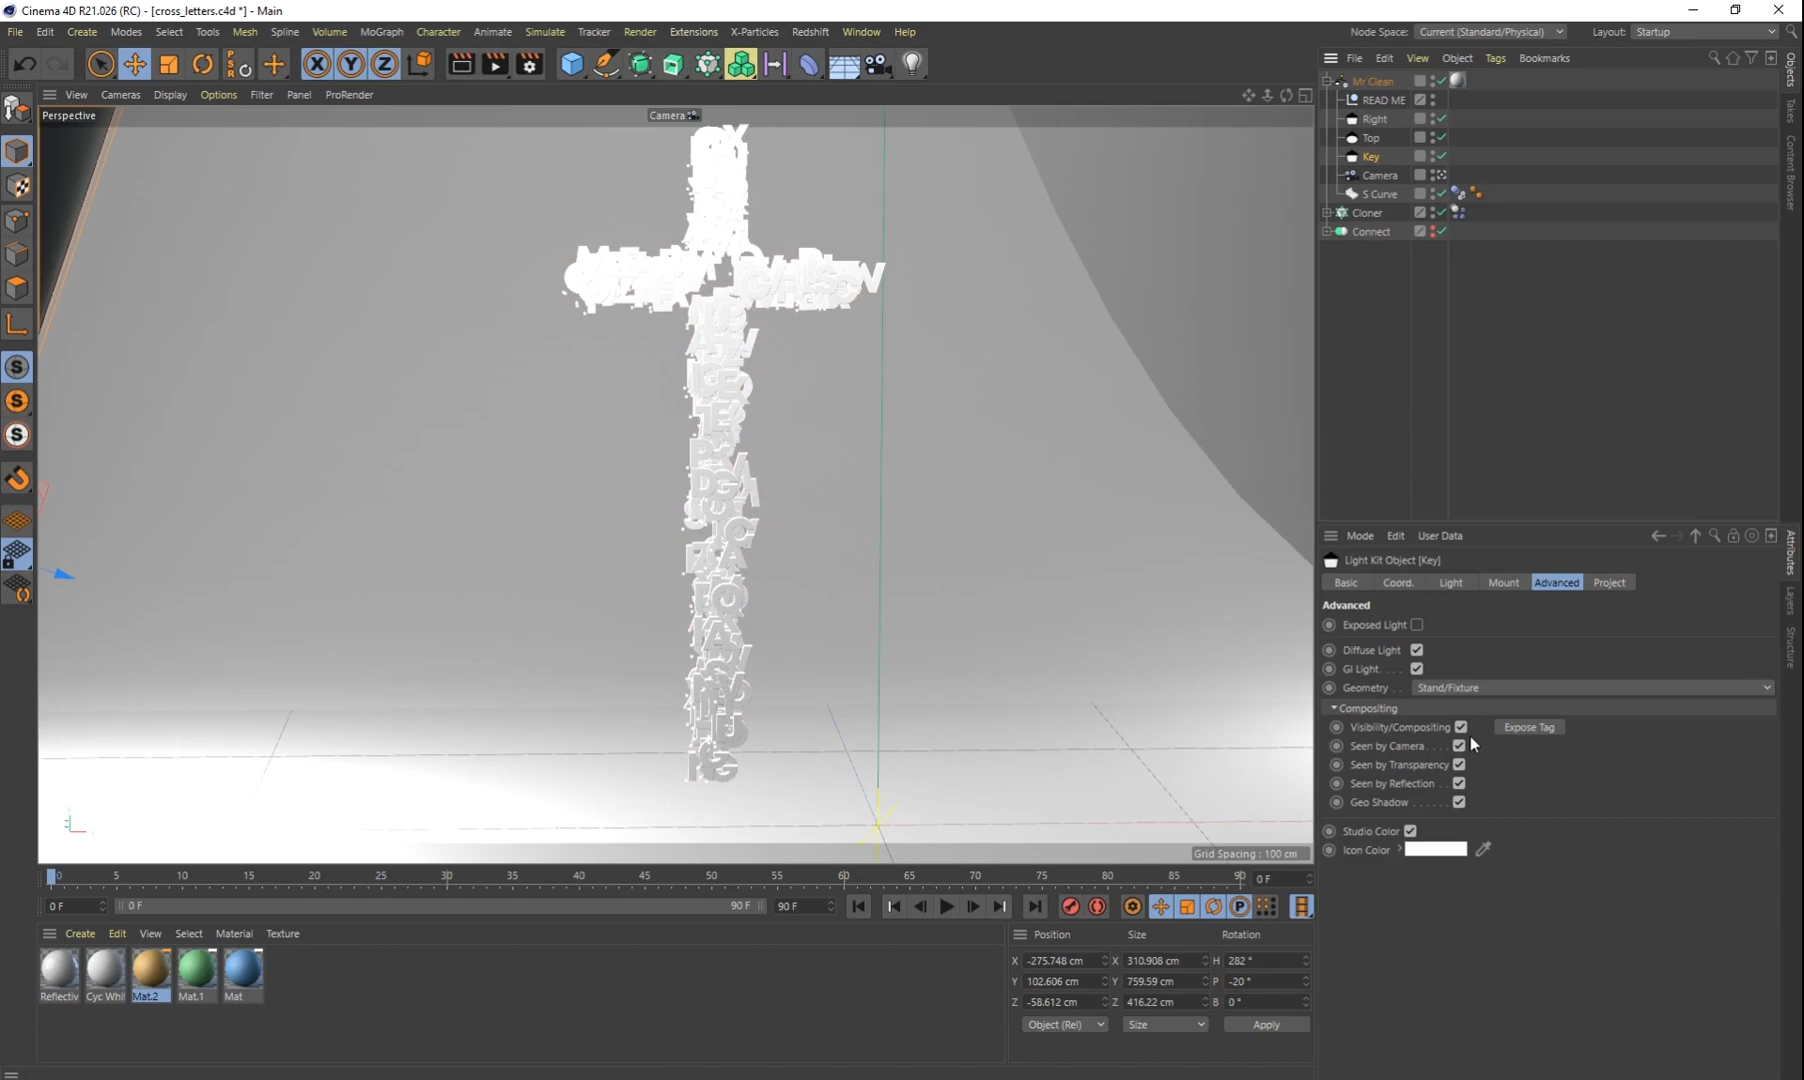 Cinema 4D R21.026 (RC) - [cross_letters.c4d *] - Main
File Edit Create Modes Select Tools Mesh Spline Volume MoGraph Character Animate Simulate Tracker Render Extensions X-Particles Redshift Window Help
Node Space: Current (Standard/Physical) Layout: Startup
View Cameras Display Options Filter Panel ProRender
Perspective
Camera
Grid Spacing : 100 cm
File Edit View Object Tags Bookmarks
Mr Clean
READ ME
Right
Top
Key
Camera
S Curve
Cloner
Connect
Objects
Takes
Content Browser
Mode Edit User Data
Light Kit Object [Key]
Basic Coord. Light Mount Advanced Project
Advanced
Exposed Light
Diffuse Light
GI Light. . . .
Geometry . . Stand/Fixture
Compositing
Visibility/Compositing Expose Tag
Seen by Camera. . . .
Seen by Transparency
Seen by Reflection . .
Geo Shadow . . . . . .
Studio Color
Icon Color
Attributes
Layers
Structure
0 5 10 15 20 25 30 35 40 45 50 55 60 65 70 75 80 85 90 0 F
0 F 0 F 90 F 90 F
Create Edit View Select Material Texture
Reflectiv Cyc Whi Mat.2 Mat.1 Mat
Position Size Rotation
X -275.748 cm X 310.908 cm H 282 °
Y 102.606 cm Y 759.59 cm P -20 °
Z -58.612 cm Z 416.22 cm B 0 °
Object (Rel) Size Apply